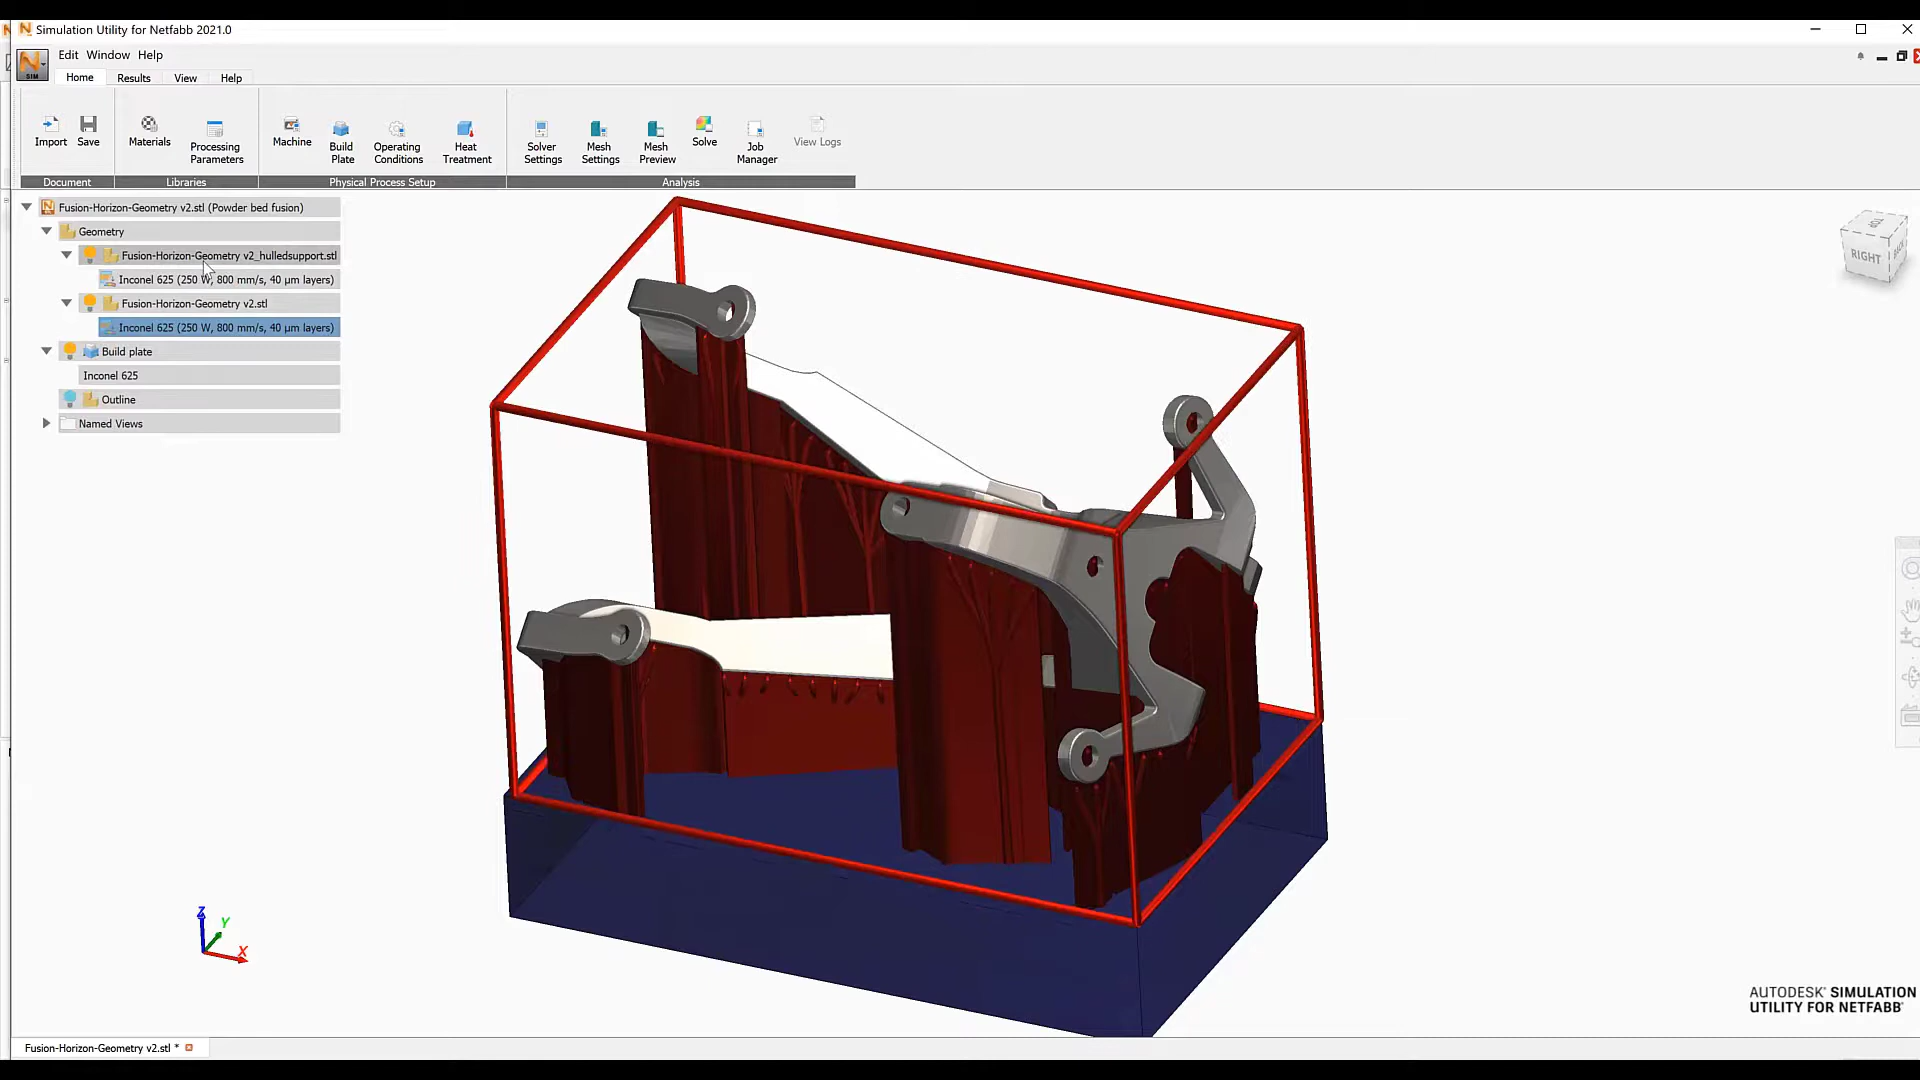 Simulation Utility for Netfabb 2021.0
Edit Window Help
Home Results View Help
Import Save Materials Processing Parameters Machine Build Plate Operating Conditions Heat Treatment Solver Settings Mesh Settings Mesh Preview Solve Job Manager View Logs
Document Libraries Physical Process Setup Analysis
Fusion-Horizon-Geometry v2.stl (Powder bed fusion)
Geometry
Fusion-Horizon-Geometry v2_hulledsupport.stl
Inconel 625 (250 W, 800 mm/s, 40 µm layers)
Fusion-Horizon-Geometry v2.stl
Inconel 625 (250 W, 800 mm/s, 40 µm layers)
Build plate
Inconel 625
Outline
Named Views
TOP
RIGHT
BACK
SIM
Z
Y
X
AUTODESK® SIMULATION
UTILITY FOR NETFABB®
Fusion-Horizon-Geometry v2.stl *